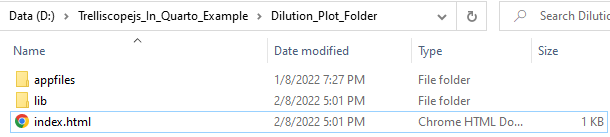 Data (D:) > Trelliscopejs_In_Quarto_Example > Dilution_Plot_Folder Search Dilutic
Name Date modified Type Size
appfiles 1/8/2022 7:27 PM File folder
lib 2/8/2022 5:01 PM File folder
index.html 2/8/2022 5:01 PM Chrome HTML Do... 1 KB